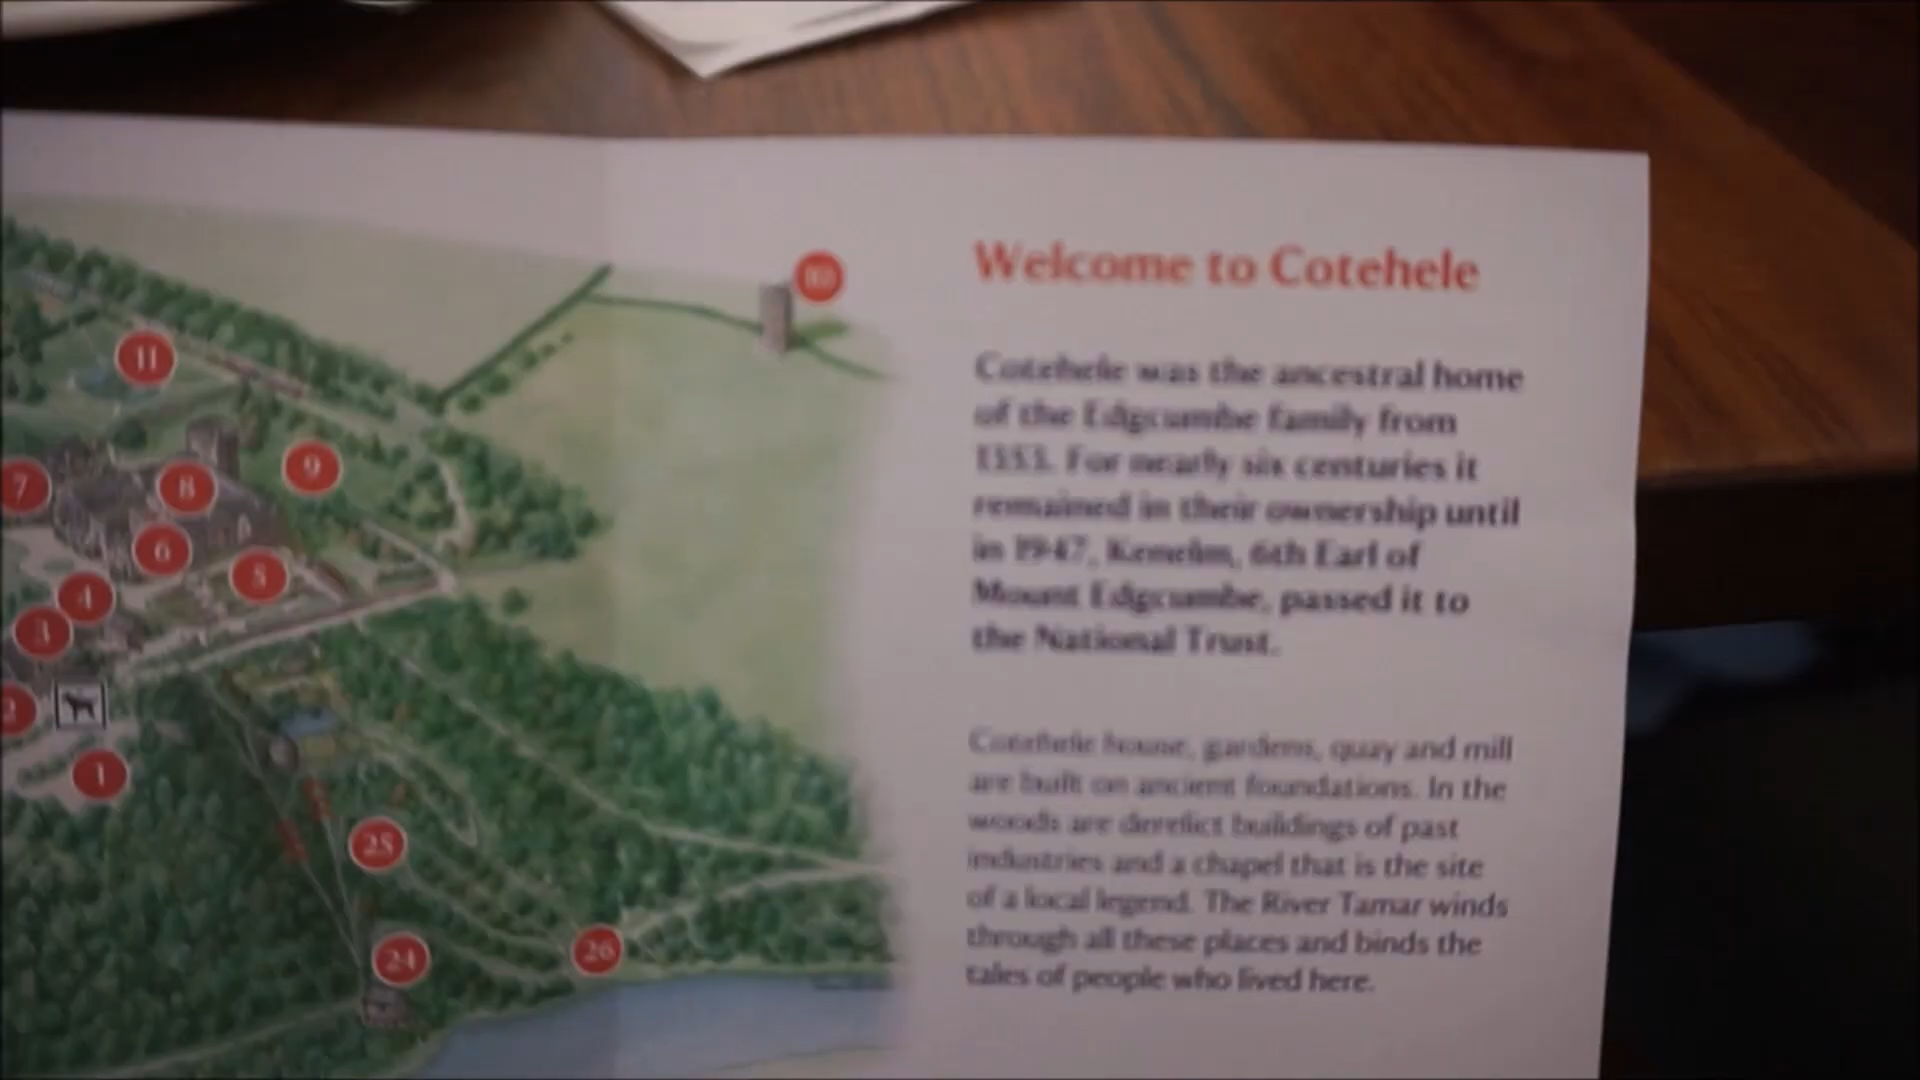 Welcome to Cotehele
Cotehele was the ancestral home
of the Edgcumbe family from
1353. For nearly six centuries it
remained in their ownership until
in 1947, Kenelm, 6th Earl of
Mount Edgcumbe, passed it to
the National Trust.
Cotehele house, gardens, quay and mill
are built on ancient foundations. In the
woods are derelict buildings of past
industries and a chapel that is the site
of a local legend. The River Tamar winds
through all these places and binds the
tales of people who lived here.
10
11
9
7
8
6
5
4
3
2
1
25
24
26